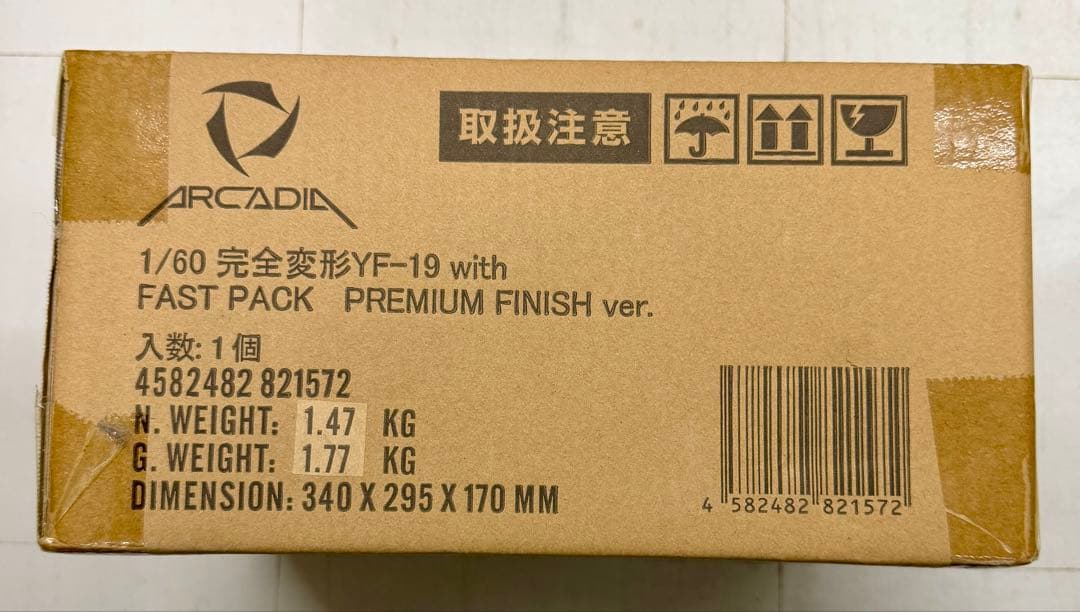 ARCADIA
取扱注意
1/60 完全変形YF-19 with
FAST PACK PREMIUM FINISH ver.
入数: 1個
4582482 821572
N. WEIGHT: 1.47 KG
G. WEIGHT: 1.77 KG
DIMENSION: 340 X 295 X 170 MM
4 582482 821572